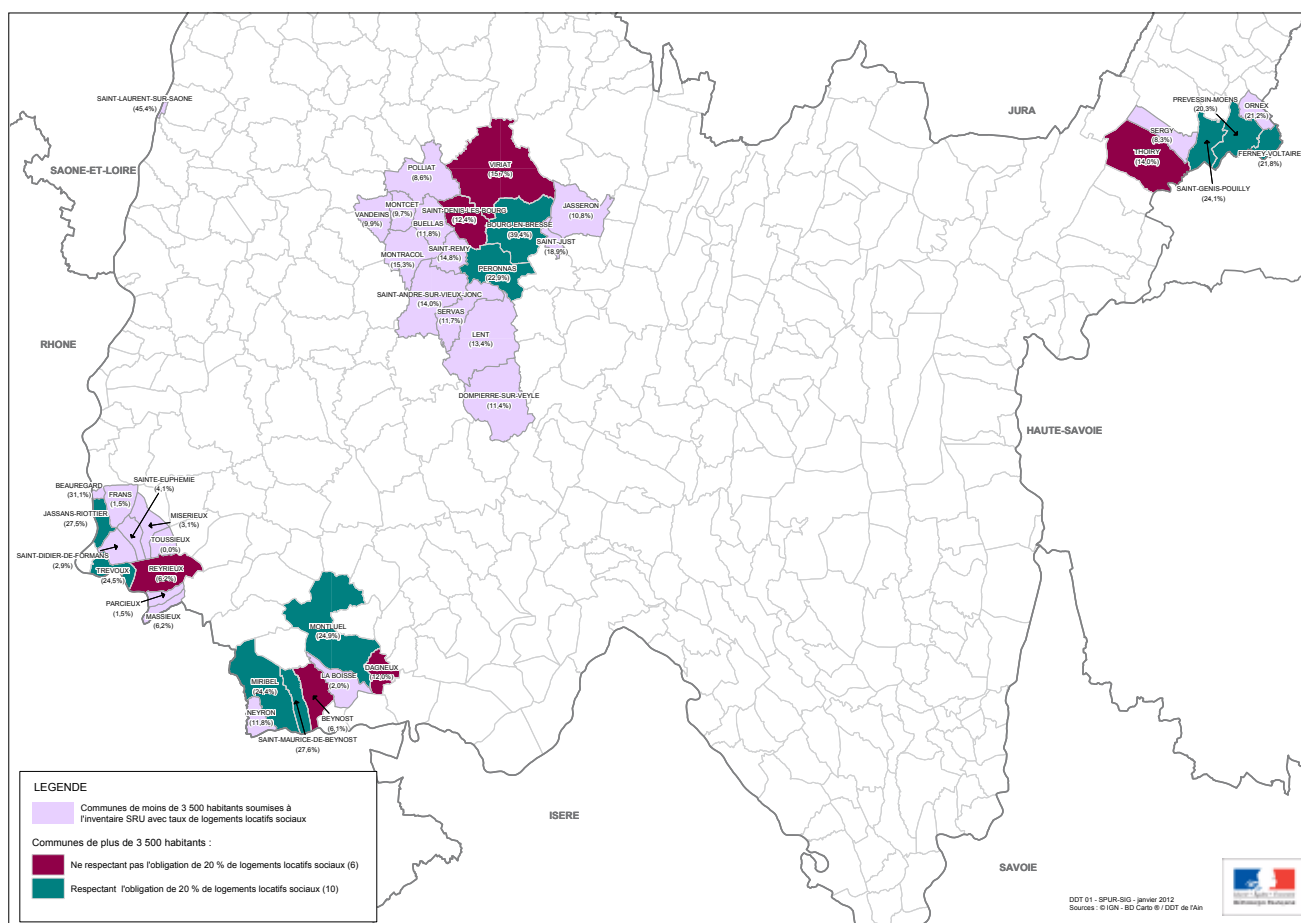 SAINT-LAURENT-SUR-SAONE
(45,4%)
SAONE-ET-LOIRE
JURA
PREVESSIN-MOENS
(20,3%)
ORNEX
(21,2%)
SERGY
(8,3%)
THOIRY
(14,0%)
FERNEY-VOLTAIRE
(21,8%)
SAINT-GENIS-POUILLY
(24,1%)
POLLIAT
(8,6%)
VIRIAT
(15,7%)
MONTCET
(9,7%)
VANDEINS
(9,9%)
SAINT-DENIS-LES-BOURG
(12,4%)
BUELLAS
(11,8%)
BOURG-EN-BRESSE
(39,4%)
JASSERON
(10,8%)
SAINT-JUST
(18,9%)
SAINT-REMY
(14,8%)
MONTRACOL
(15,3%)
PERONNAS
(22,9%)
SAINT-ANDRE-SUR-VIEUX-JONC
(14,0%)
SERVAS
(11,7%)
LENT
(13,4%)
DOMPIERRE-SUR-VEYLE
(11,4%)
RHONE
HAUTE-SAVOIE
BEAUREGARD
(31,1%)
FRANS
(1,5%)
SAINTE-EUPHEMIE
(4,1%)
JASSANS-RIOTTIER
(27,5%)
MISERIEUX
(3,1%)
TOUSSIEUX
(0,0%)
SAINT-DIDIER-DE-FORMANS
(2,9%)
TREVOUX
(24,5%)
REYRIEUX
(6,2%)
PARCIEUX
(1,5%)
MASSIEUX
(6,2%)
MONTLUEL
(24,9%)
DAGNEUX
(12,0%)
LA BOISSE
(2,0%)
MIRIBEL
(24,4%)
NEYRON
(11,8%)
BEYNOST
(6,1%)
SAINT-MAURICE-DE-BEYNOST
(27,6%)
ISERE
SAVOIE
LEGENDE
Communes de moins de 3 500 habitants soumises à
l'inventaire SRU avec taux de logements locatifs sociaux
Communes de plus de 3 500 habitants :
Ne respectant pas l'obligation de 20 % de logements locatifs sociaux (6)
Respectant l'obligation de 20 % de logements locatifs sociaux (10)
DDT 01 - SPUR-SIG - janvier 2012
Sources : © IGN - BD Carto ® / DDT de l'Ain